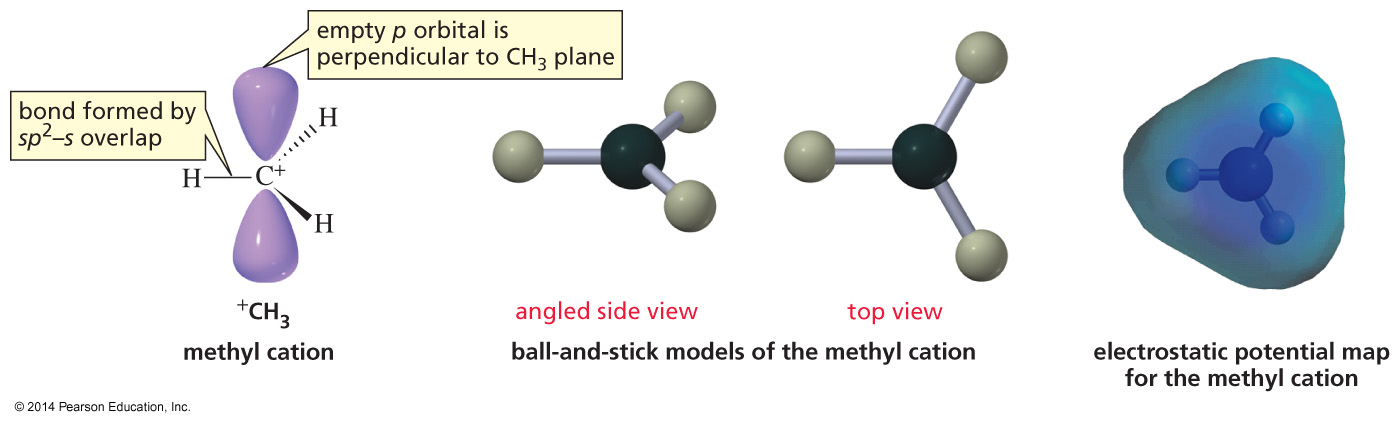 empty p orbital is
perpendicular to CH₃ plane
bond formed by
sp²–s overlap
H
H
C⁺
H
⁺CH₃
methyl cation
angled side view
top view
ball-and-stick models of the methyl cation
electrostatic potential map
for the methyl cation
© 2014 Pearson Education, Inc.